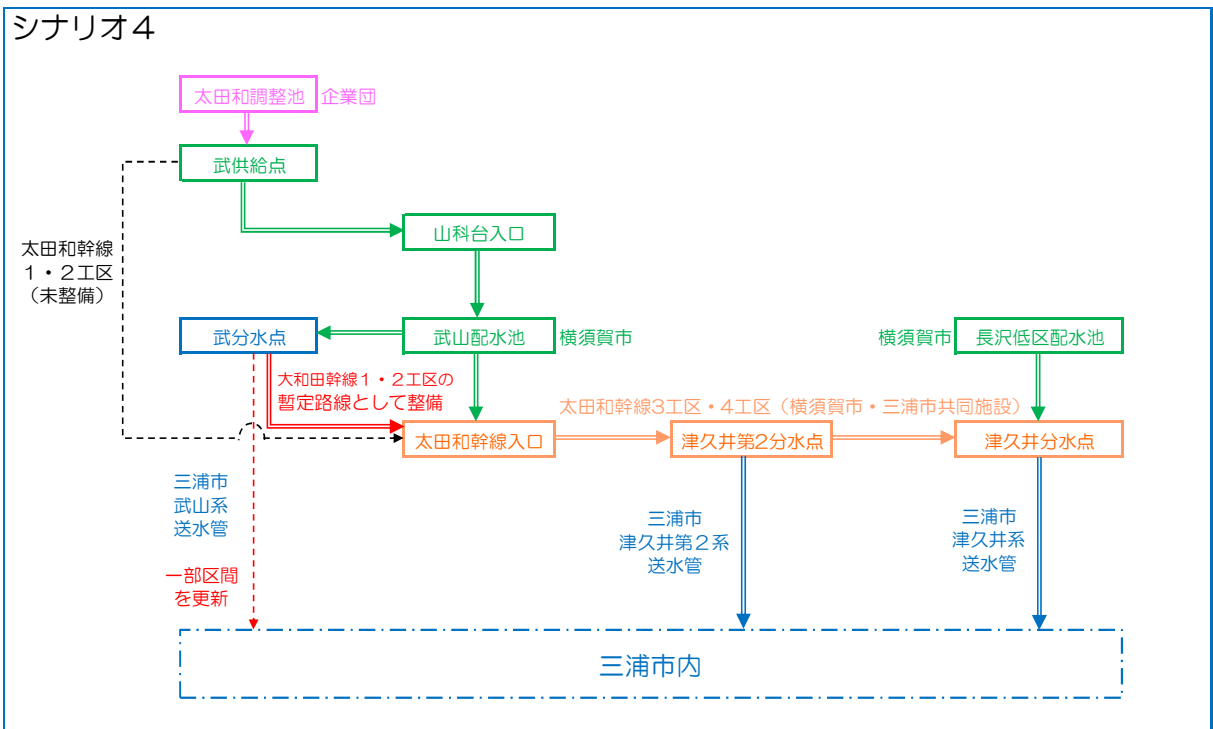 シナリオ４
太田和調整池
企業団
武供給点
山科台入口
太田和幹線
１・２工区
（未整備）
武分水点
武山配水池
横須賀市
横須賀市
長沢低区配水池
大和田幹線１・２工区の
暫定路線として整備
太田和幹線3工区・4工区（横須賀市・三浦市共同施設）
太田和幹線入口
津久井第2分水点
津久井分水点
三浦市
武山系
送水管
三浦市
津久井第２系
送水管
三浦市
津久井系
送水管
一部区間
を更新
三浦市内